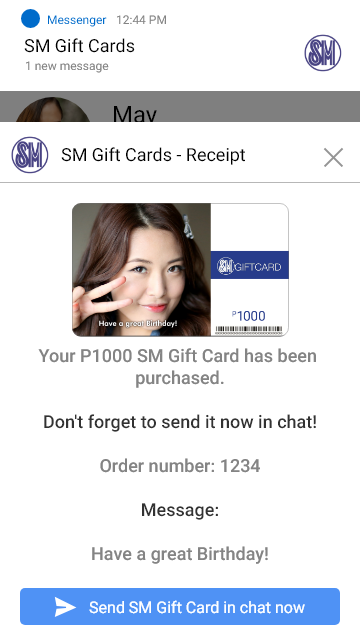 Messenger 12:44 PM
SM Gift Cards
1 new message
SM
May
SM
SM Gift Cards - Receipt
SM GIFTCARD
₱1000
Have a great Birthday!
Your P1000 SM Gift Card has been
purchased.
Don't forget to send it now in chat!
Order number: 1234
Message:
Have a great Birthday!
Send SM Gift Card in chat now